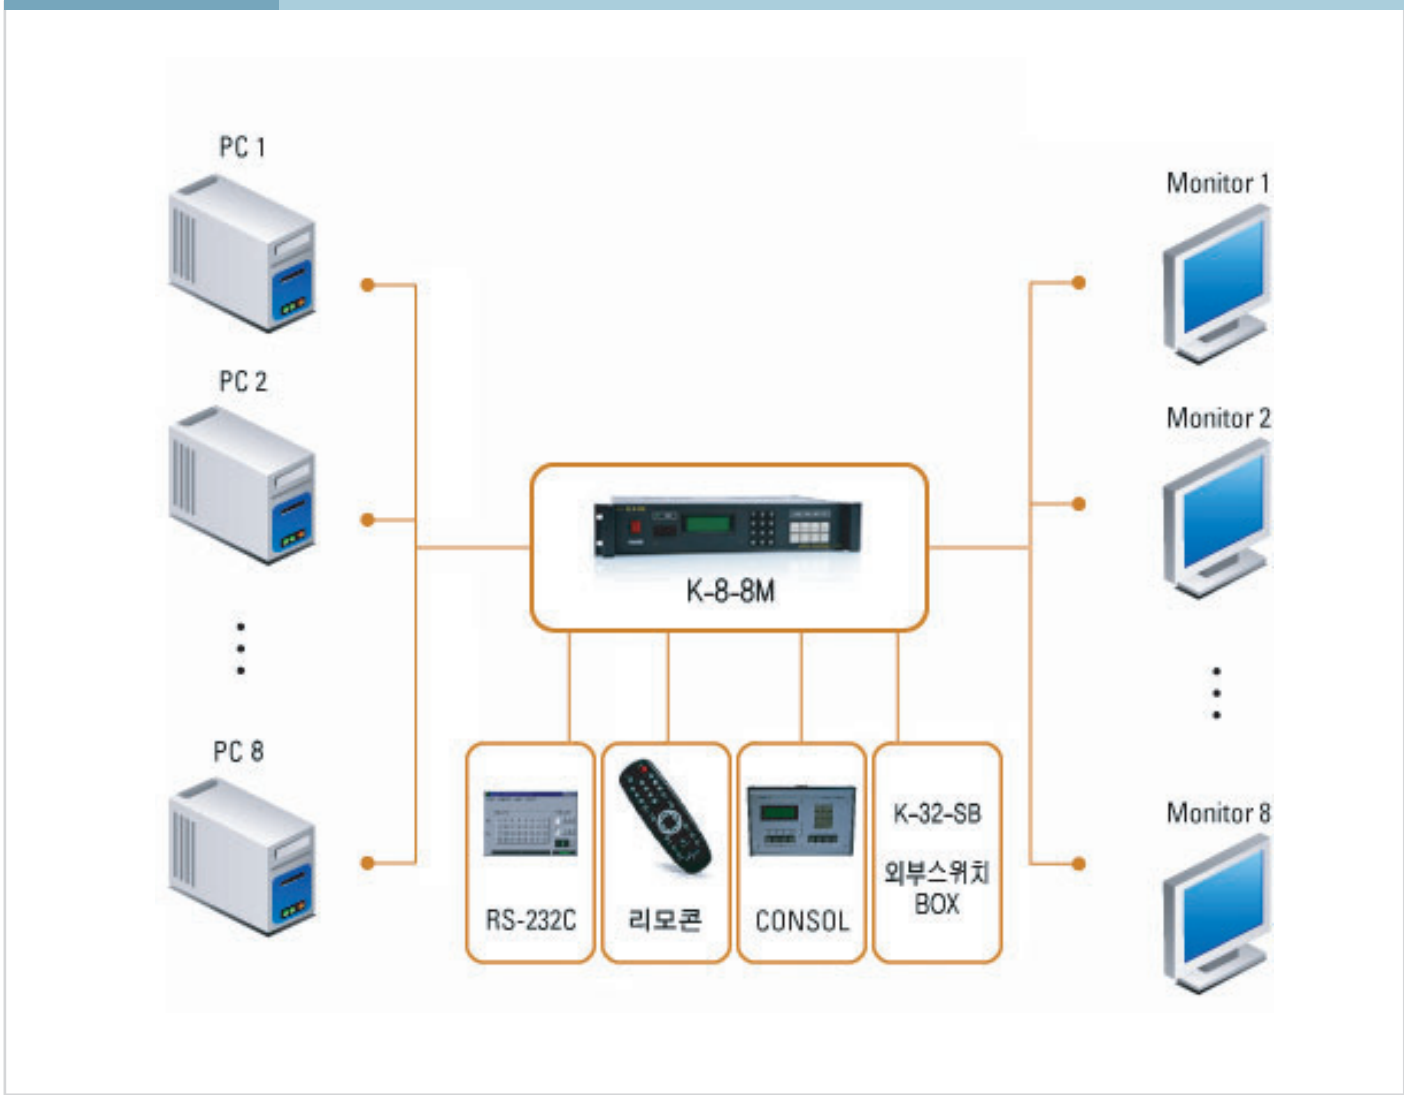 PC 1
Monitor 1
PC 2
Monitor 2
K-8-8M
PC 8
Monitor 8
RS-232C
리모콘
CONSOL
K-32-SB
외부스위치
BOX